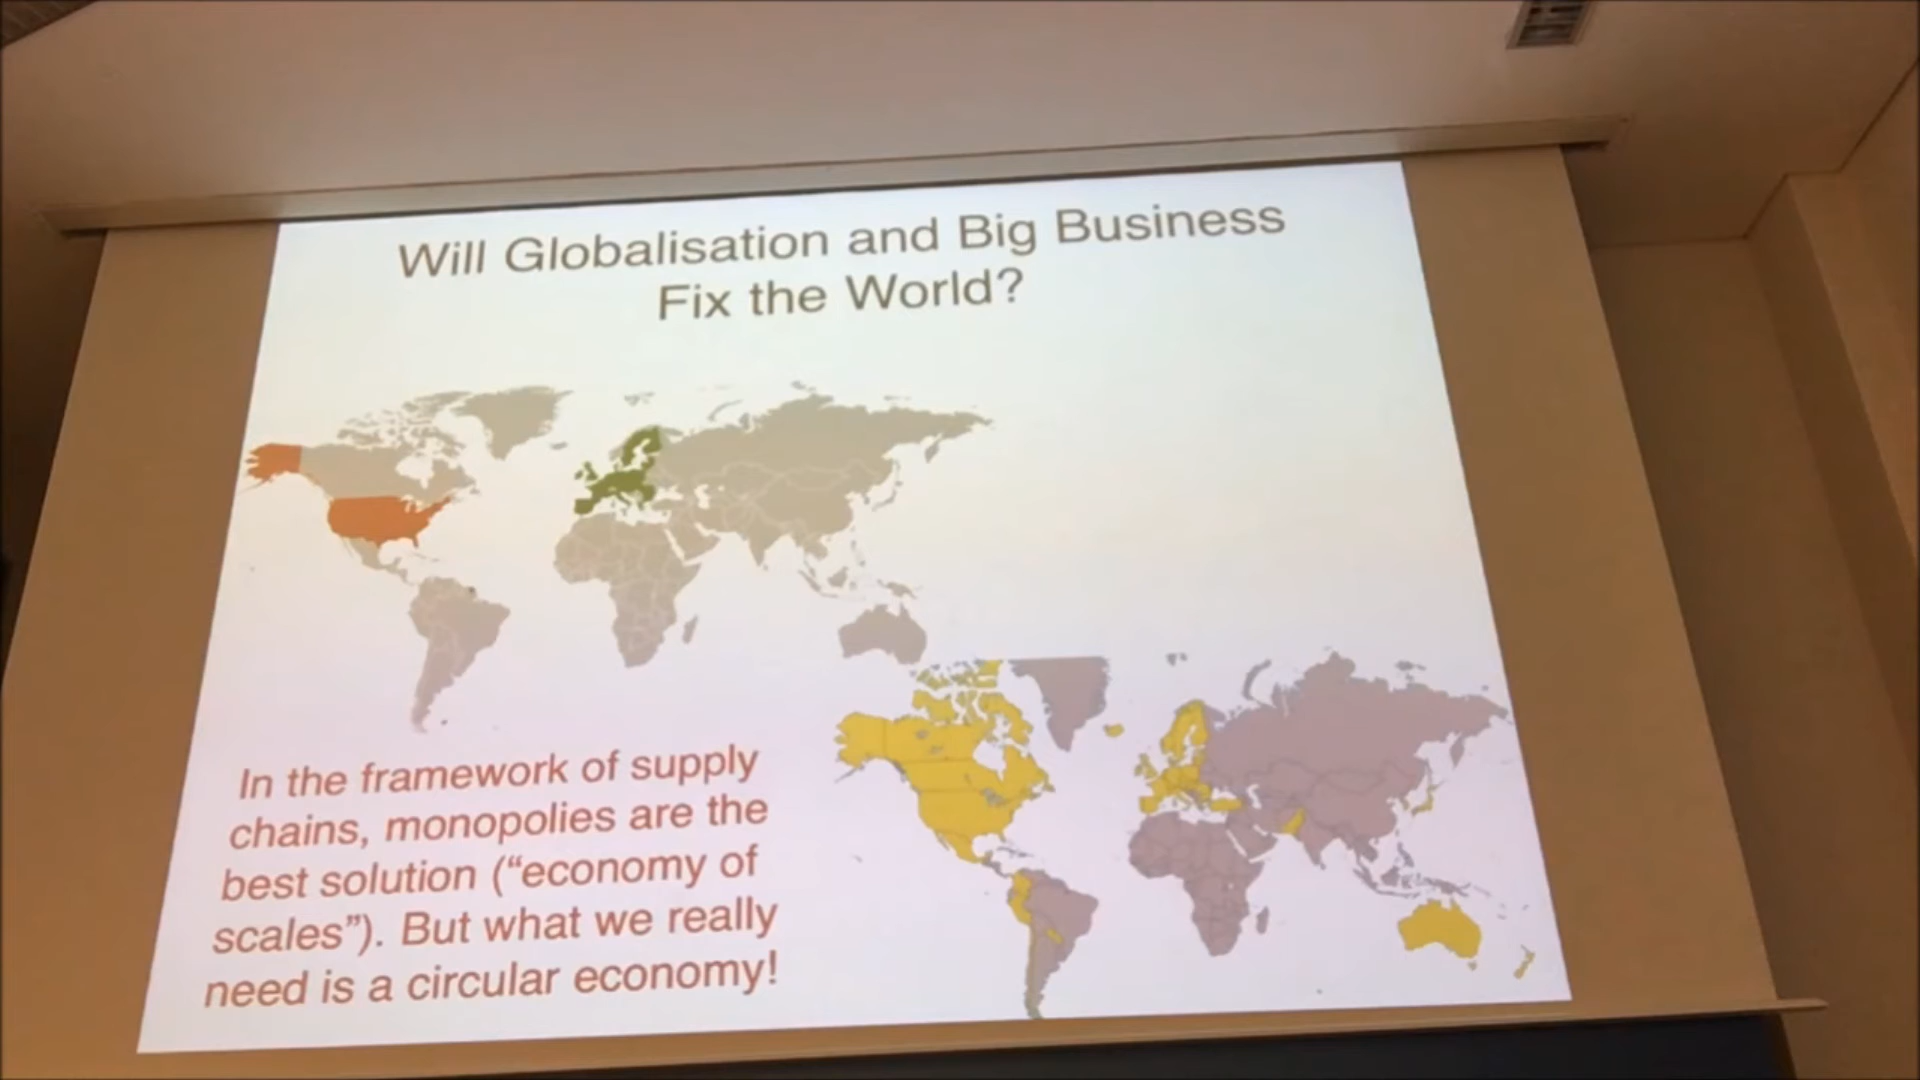 Will Globalisation and Big Business
Fix the World?
In the framework of supply
chains, monopolies are the
best solution (“economy of
scales”). But what we really
need is a circular economy!